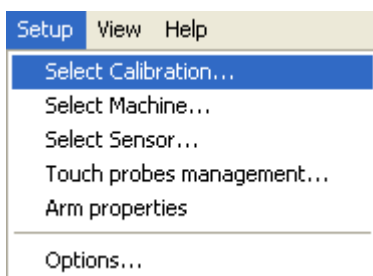 Setup View Help
Select Calibration...
Select Machine...
Select Sensor...
Touch probes management...
Arm properties
Options...